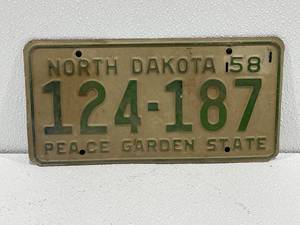 NORTH DAKOTA 58
124-187
PEACE GARDEN STATE